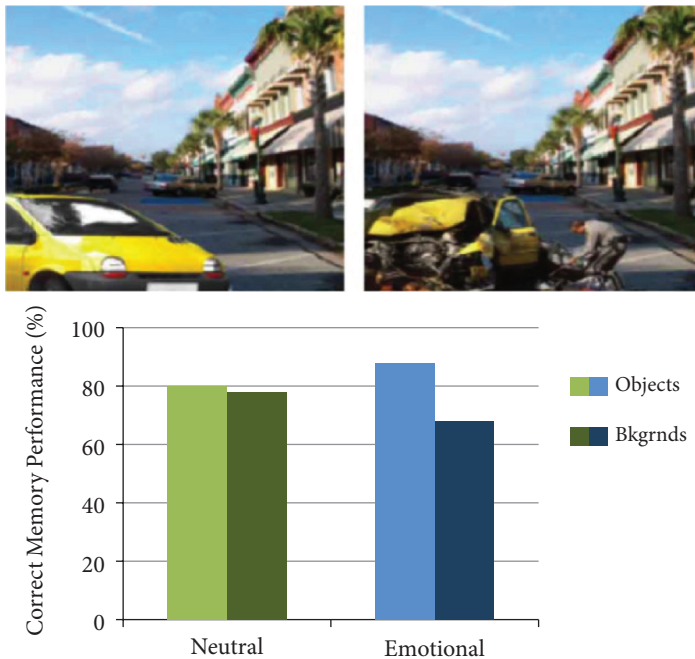 Correct Memory Performance (%)
100
80
60
40
20
0
Neutral
Emotional
Objects
Bkgrnds